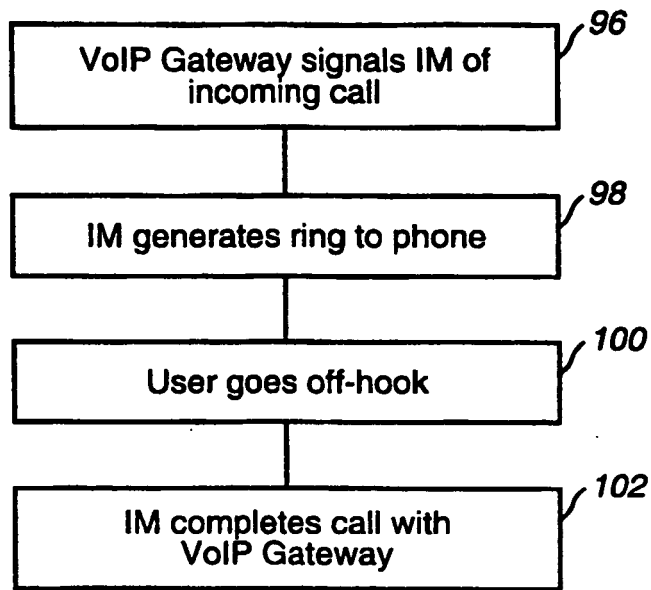 96
VoIP Gateway signals IM of
incoming call
98
IM generates ring to phone
100
User goes off-hook
102
IM completes call with
VoIP Gateway